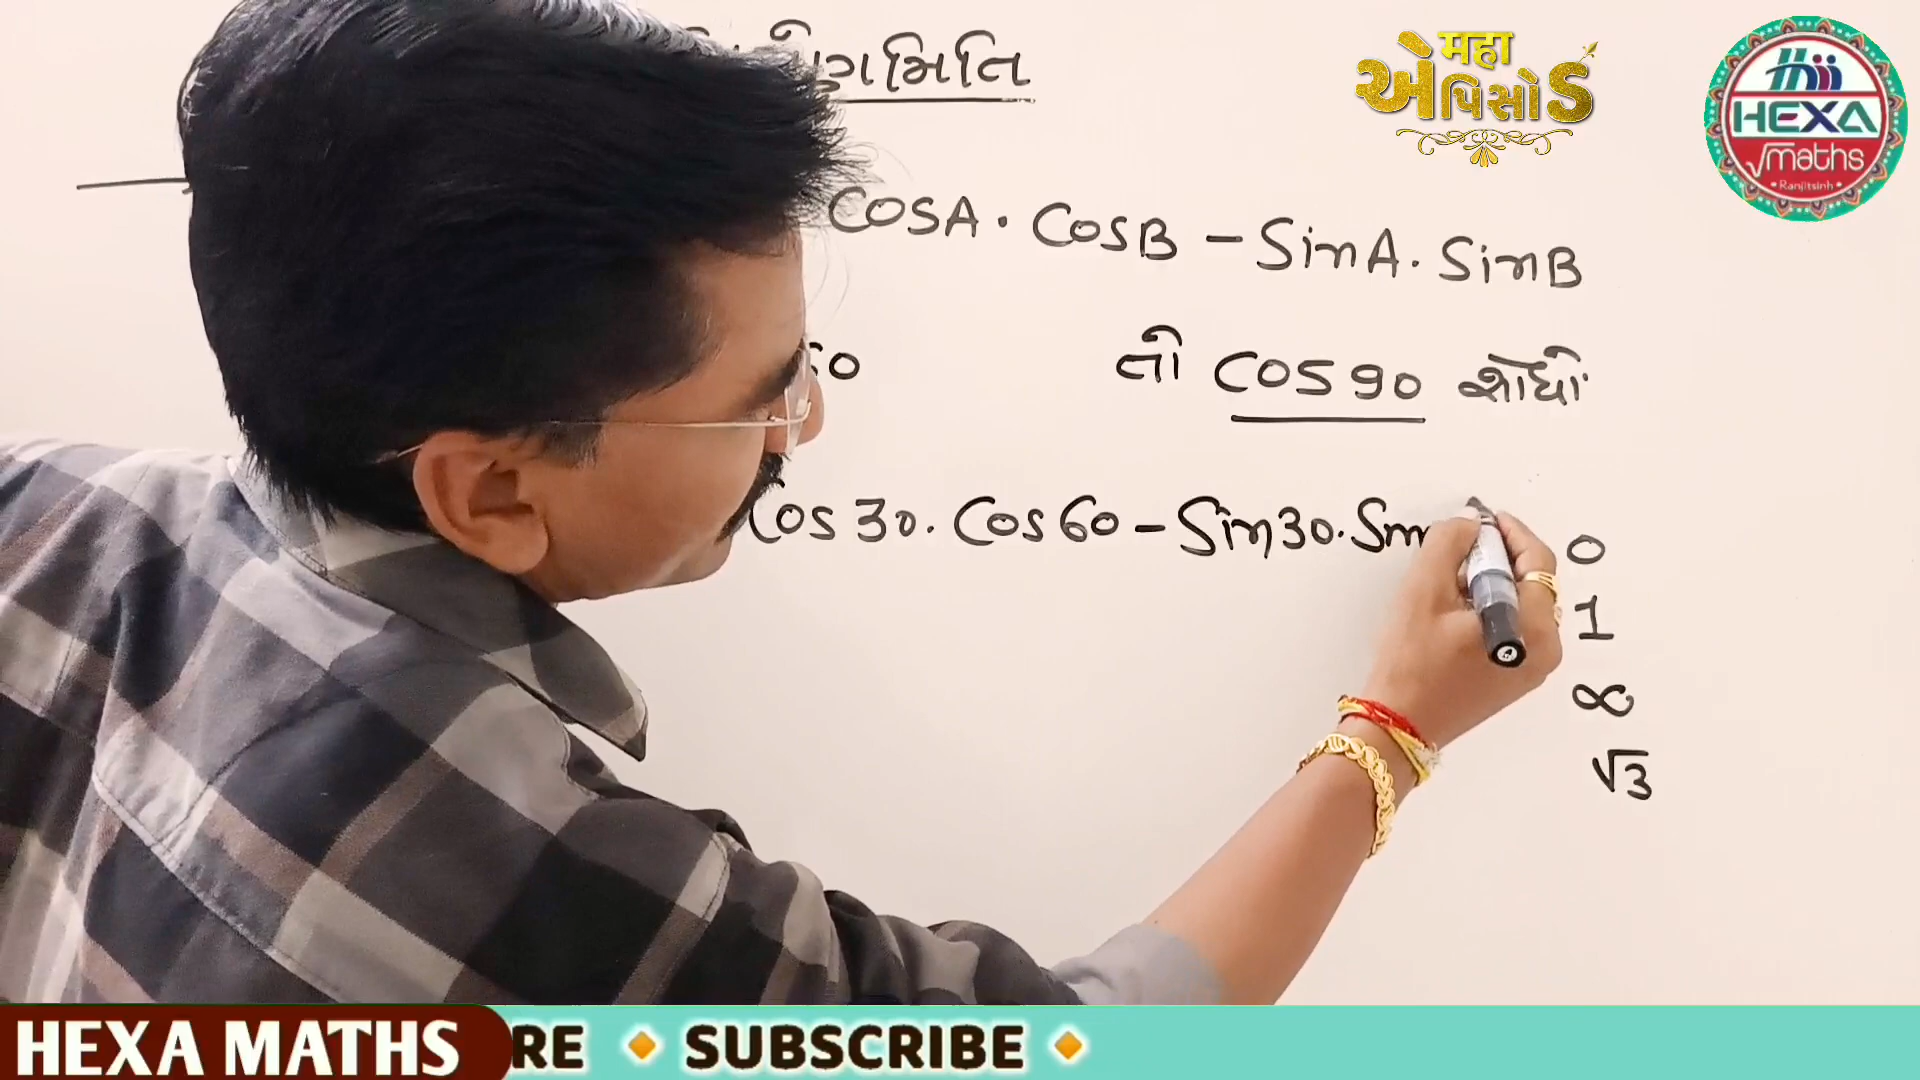 મહા
એપિસોડ
HEXA
√maths
Ranjitsinh
CosA . CosB - SinA . SinB
તો COS 90 શોધો
Cos 30 . Cos 60 - Sin 30 . Sin
0
1
∞
√3
HEXA MATHS
RE 🔸 SUBSCRIBE 🔸